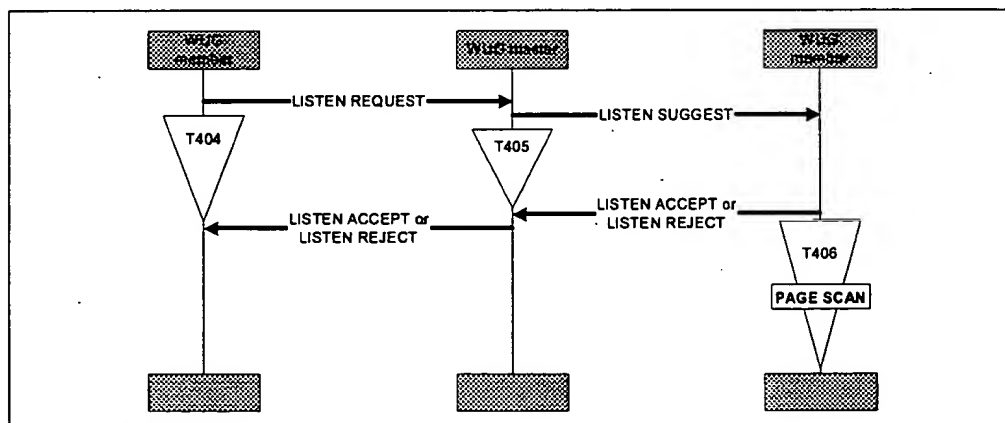 WUG
member
WUG master
WUG
member
LISTEN REQUEST
LISTEN SUGGEST
T404
T405
LISTEN ACCEPT or
LISTEN REJECT
LISTEN ACCEPT or
LISTEN REJECT
T406
PAGE SCAN